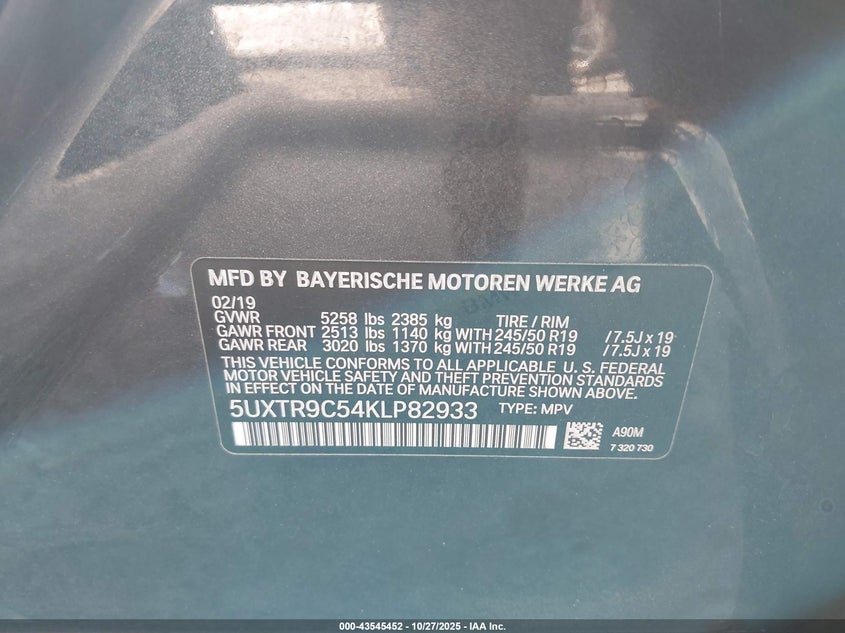 MFD BY BAYERISCHE MOTOREN WERKE AG
02/19
GVWR 5258 lbs 2385 kg TIRE / RIM
GAWR FRONT 2513 lbs 1140 kg WITH 245/50 R19 / 7.5J x 19
GAWR REAR 3020 lbs 1370 kg WITH 245/50 R19 / 7.5J x 19
THIS VEHICLE CONFORMS TO ALL APPLICABLE U. S. FEDERAL
MOTOR VEHICLE SAFETY AND THEFT PREVENTION STANDARDS
IN EFFECT ON THE DATE OF MANUFACTURE SHOWN ABOVE.
5UXTR9C54KLP82933 TYPE: MPV
A90M
7 320 730
000-43545452 - 10/27/2025 - IAA Inc.